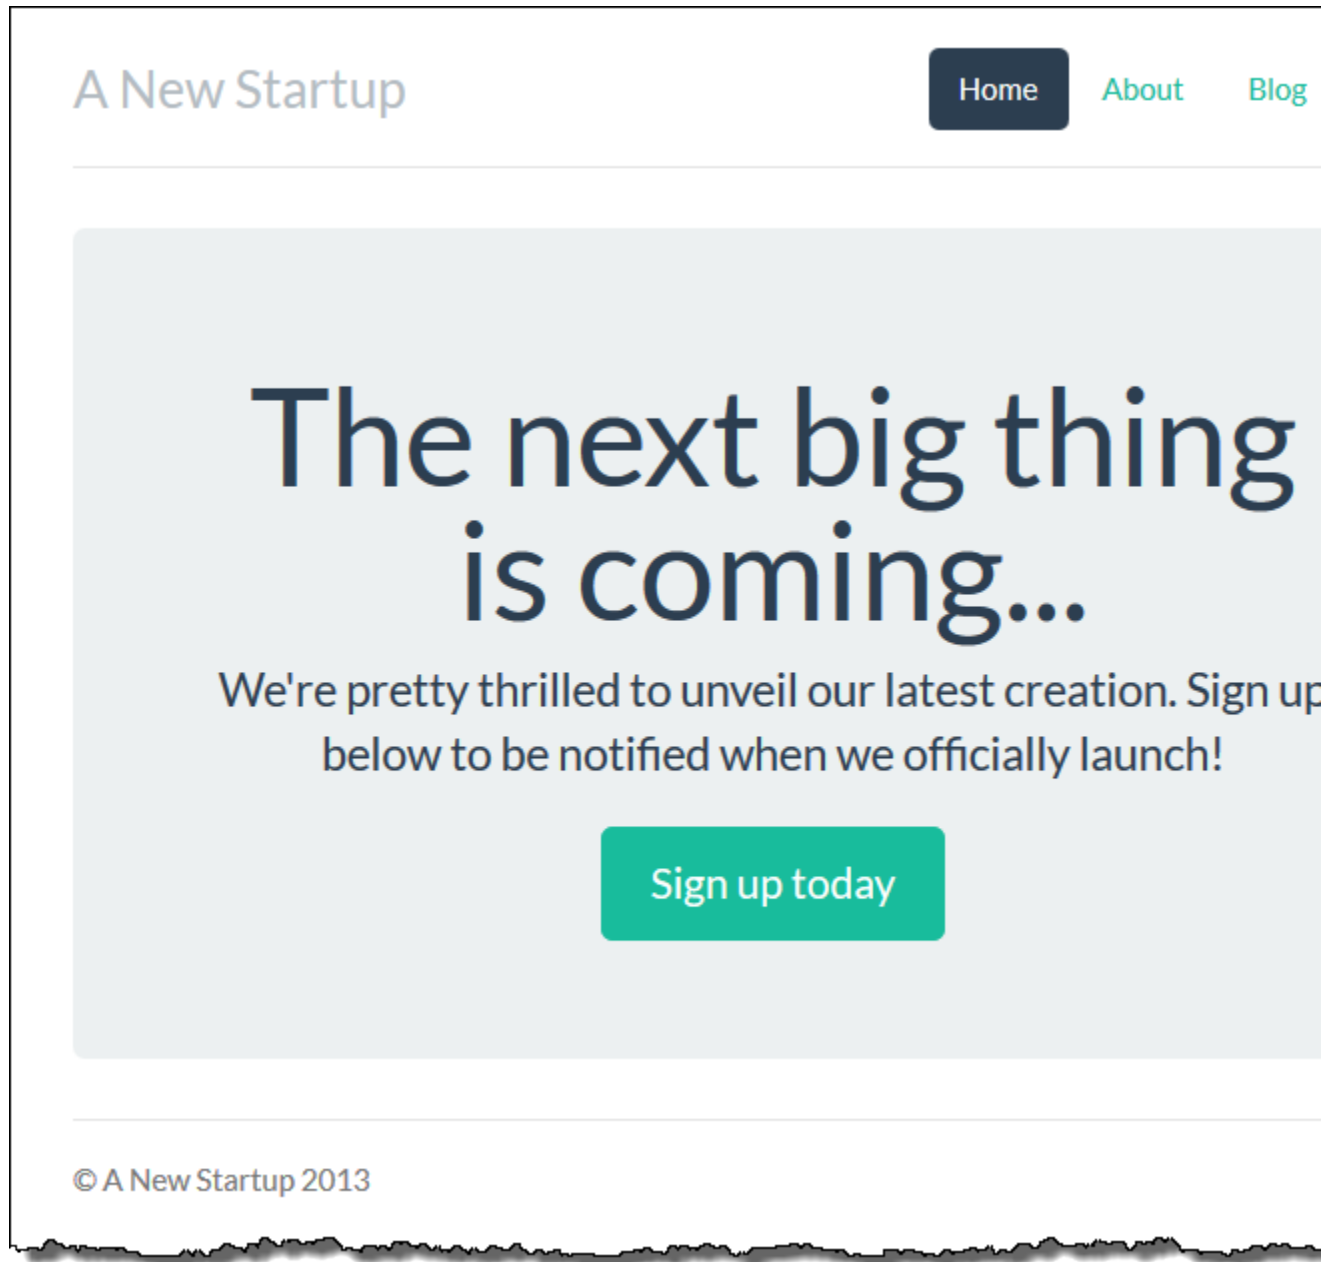 A New Startup
Home About Blog
The next big thing
is coming...
We're pretty thrilled to unveil our latest creation. Sign up
below to be notified when we officially launch!
Sign up today
© A New Startup 2013